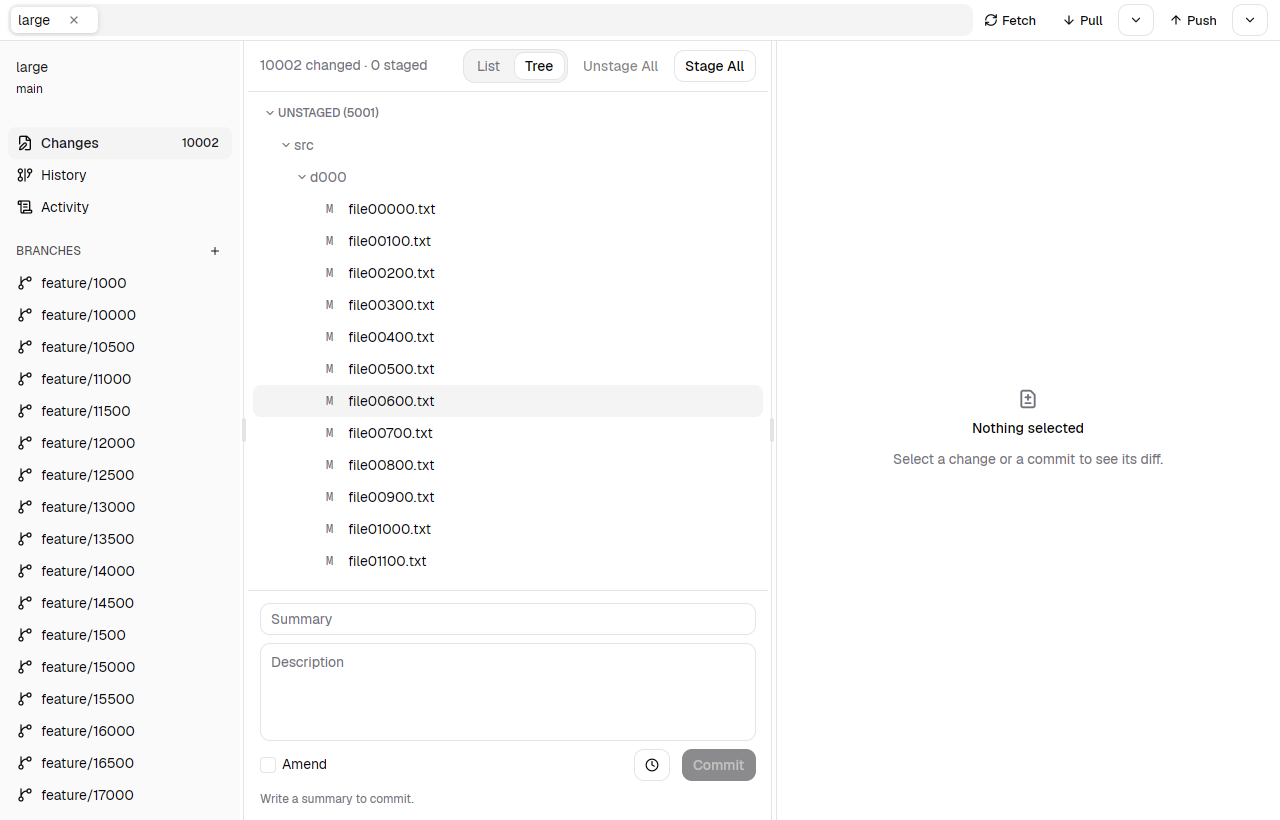 large
Fetch
Pull
Push
large
main
Changes 10002
History
Activity
BRANCHES
feature/1000
feature/10000
feature/10500
feature/11000
feature/11500
feature/12000
feature/12500
feature/13000
feature/13500
feature/14000
feature/14500
feature/1500
feature/15000
feature/15500
feature/16000
feature/16500
feature/17000
10002 changed · 0 staged
List
Tree
Unstage All
Stage All
UNSTAGED (5001)
src
d000
M file00000.txt
M file00100.txt
M file00200.txt
M file00300.txt
M file00400.txt
M file00500.txt
M file00600.txt
M file00700.txt
M file00800.txt
M file00900.txt
M file01000.txt
M file01100.txt
Summary
Description
Amend
Commit
Write a summary to commit.
Nothing selected
Select a change or a commit to see its diff.